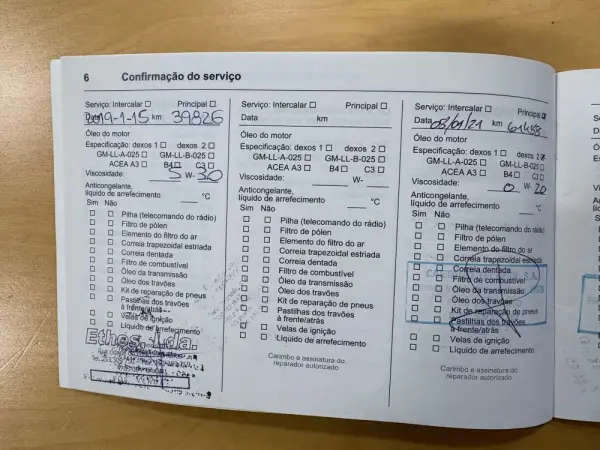 6 Confirmação do serviço
Serviço: Intercalar ☐ Principal ☐
Data 2019-1-15 km 39826
Óleo do motor
Especificação: dexos 1 ☐ dexos 2 ☐
GM-LL-A-025 ☐ GM-LL-B-025 ☐
ACEA A3 ☐ B4 ☐ C3 ☐
Viscosidade: 5 W- 30
Anticongelante,
líquido de arrefecimento °C
Sim Não
☐ ☐ Pilha (telecomando do rádio)
☐ ☐ Filtro de pólen
☐ ☐ Elemento do filtro do ar
☐ ☐ Correia trapezoidal estriada
☐ ☐ Correia dentada
☐ ☐ Filtro de combustível
☐ ☐ Óleo da transmissão
☐ ☐ Óleo dos travões
☐ ☐ Kit de reparação de pneus
☐ ☐ Pastilhas dos travões
à frente/atrás
☐ ☐ Velas de ignição
☐ ☐ Líquido de arrefecimento
Ethos, Lda.
Serviço: Intercalar ☐ Principal ☐
Data km
Óleo do motor
Especificação: dexos 1 ☐ dexos 2 ☐
GM-LL-A-025 ☐ GM-LL-B-025 ☐
ACEA A3 ☐ B4 ☐ C3 ☐
Viscosidade: W-
Anticongelante,
líquido de arrefecimento °C
Sim Não
☐ ☐ Pilha (telecomando do rádio)
☐ ☐ Filtro de pólen
☐ ☐ Elemento do filtro do ar
☐ ☐ Correia trapezoidal estriada
☐ ☐ Correia dentada
☐ ☐ Filtro de combustível
☐ ☐ Óleo da transmissão
☐ ☐ Óleo dos travões
☐ ☐ Kit de reparação de pneus
☐ ☐ Pastilhas dos travões
à frente/atrás
☐ ☐ Velas de ignição
☐ ☐ Líquido de arrefecimento
Carimbo e assinatura do
reparador autorizado
Serviço: Intercalar ☐ Principal
Data 08/01/21 km
Óleo do motor
Especificação: dexos 1 ☐ dexos 2
GM-LL-A-025 ☐ GM-LL-B-025 ☐
ACEA A3 ☐ B4 ☐ C3 ☐
Viscosidade: 0 W- 20
Anticongelante,
líquido de arrefecimento °C
Sim Não
☐ ☐ Pilha (telecomando do rádio)
☐ ☐ Filtro de pólen
☐ ☐ Elemento do filtro do ar
☐ ☐ Correia trapezoidal estriada
☐ ☐ Correia dentada
☐ ☐ Filtro de combustível
☐ ☐ Óleo da transmissão
☐ ☐ Óleo dos travões
☐ ☐ Kit de reparação de pneus
☐ ☐ Pastilhas dos travões
à frente/atrás
☐ ☐ Velas de ignição
☐ ☐ Líquido de arrefecimento
Carimbo e assinatura do
reparador autorizado